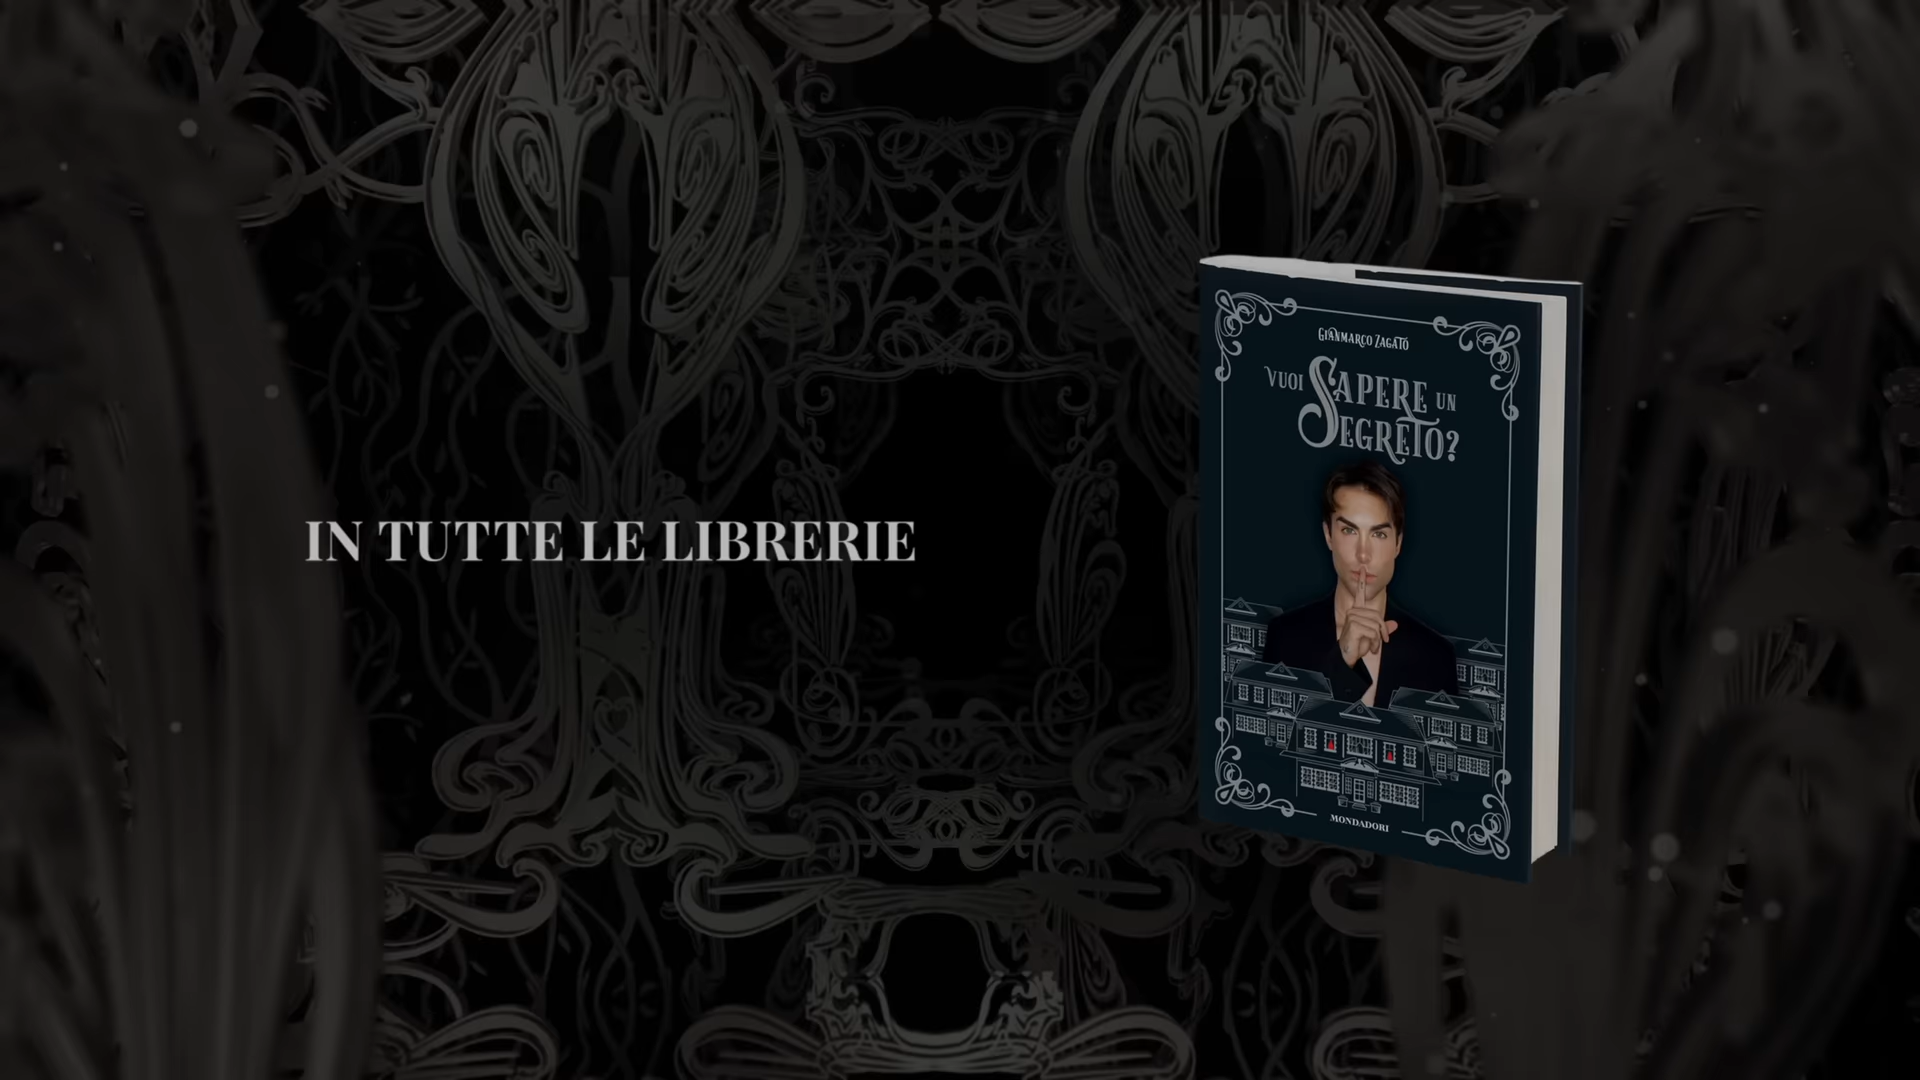 IN TUTTE LE LIBRERIE
GIANMARCO ZAGATO
VUOI SAPERE UN
SEGRETO?
MONDADORI